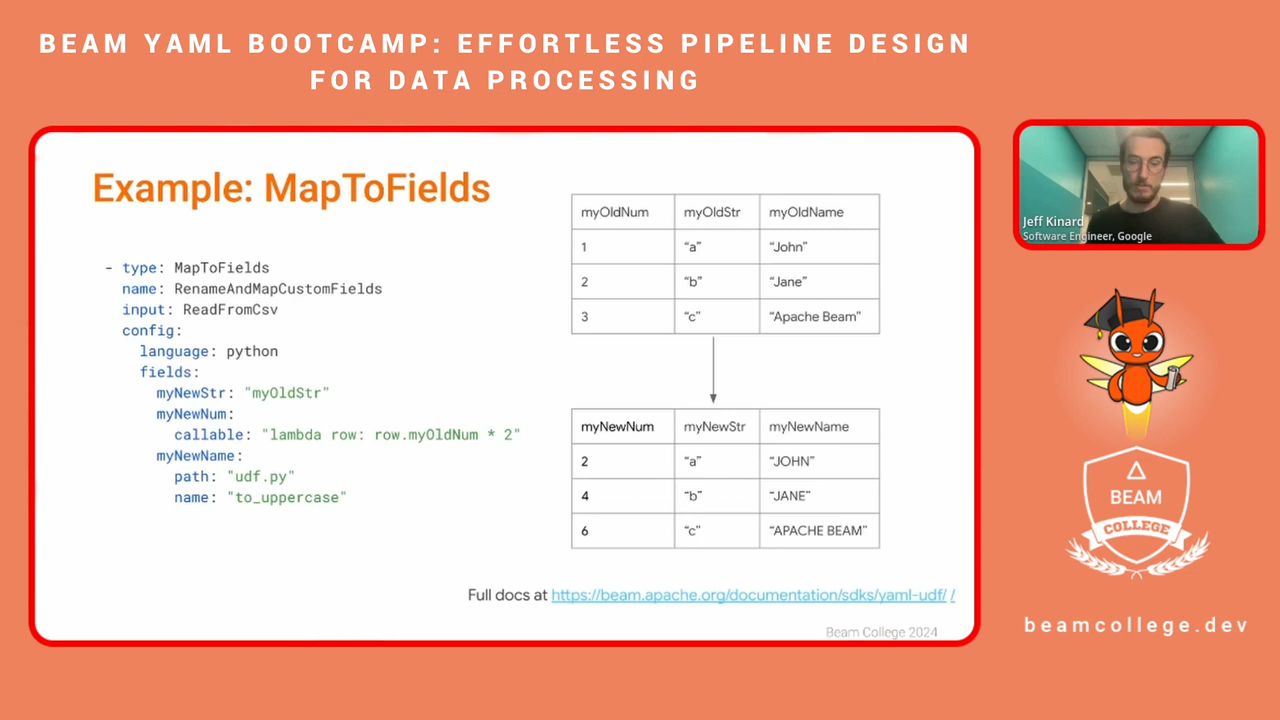 BEAM YAML BOOTCAMP: EFFORTLESS PIPELINE DESIGN
FOR DATA PROCESSING
Example: MapToFields
- type: MapToFields
name: RenameAndMapCustomFields
input: ReadFromCsv
config:
language: python
fields:
myNewStr: "myOldStr"
myNewNum:
callable: "lambda row: row.myOldNum * 2"
myNewName:
path: "udf.py"
name: "to_uppercase"
myOldNum myOldStr myOldName
1 “a” “John”
2 “b” “Jane”
3 “c” “Apache Beam”
myNewNum myNewStr myNewName
2 “a” “JOHN”
4 “b” “JANE”
6 “c” “APACHE BEAM”
Full docs at https://beam.apache.org/documentation/sdks/yaml-udf/ /
Beam College 2024
Jeff Kinard
Software Engineer, Google
BEAM
COLLEGE
beamcollege.dev